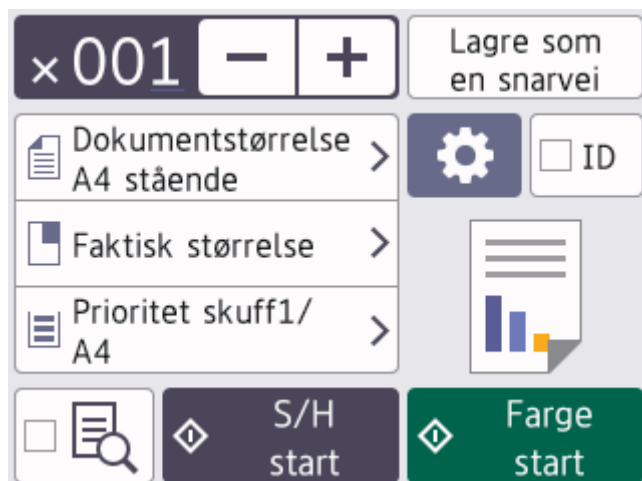 ×001 − +
Lagre som
en snarvei
Dokumentstørrelse
A4 stående
ID
Faktisk størrelse
Prioritet skuff1/
A4
S/H
start
Farge
start